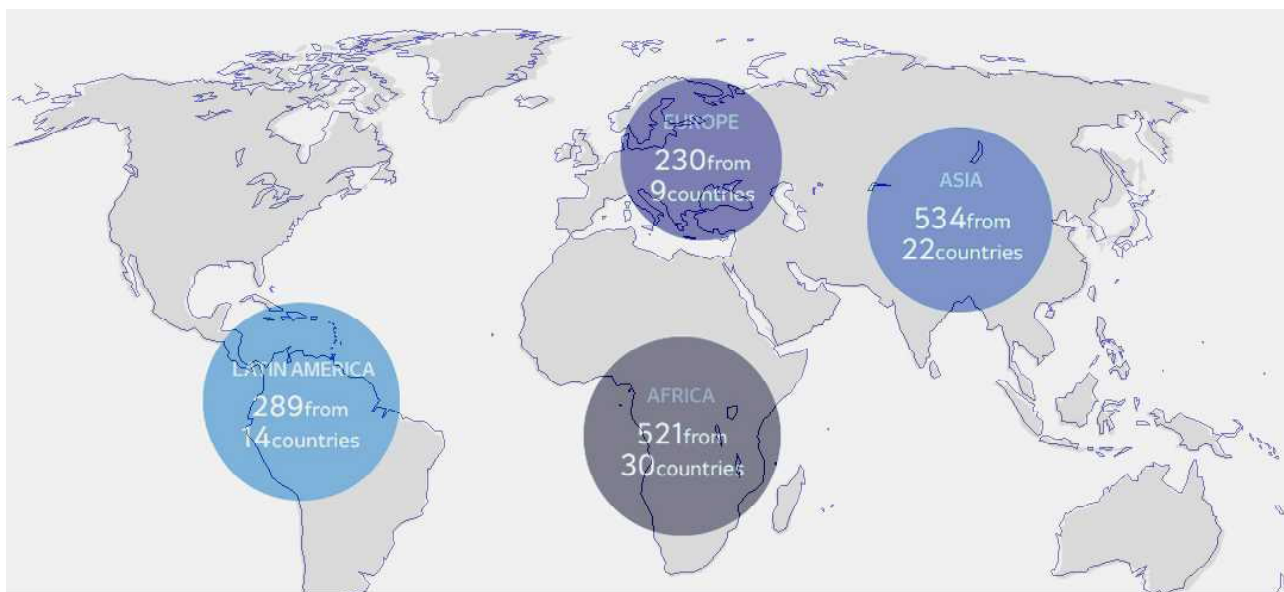 EUROPE
230from
9countries
ASIA
534from
22countries
LATIN AMERICA
289from
14countries
AFRICA
521from
30countries